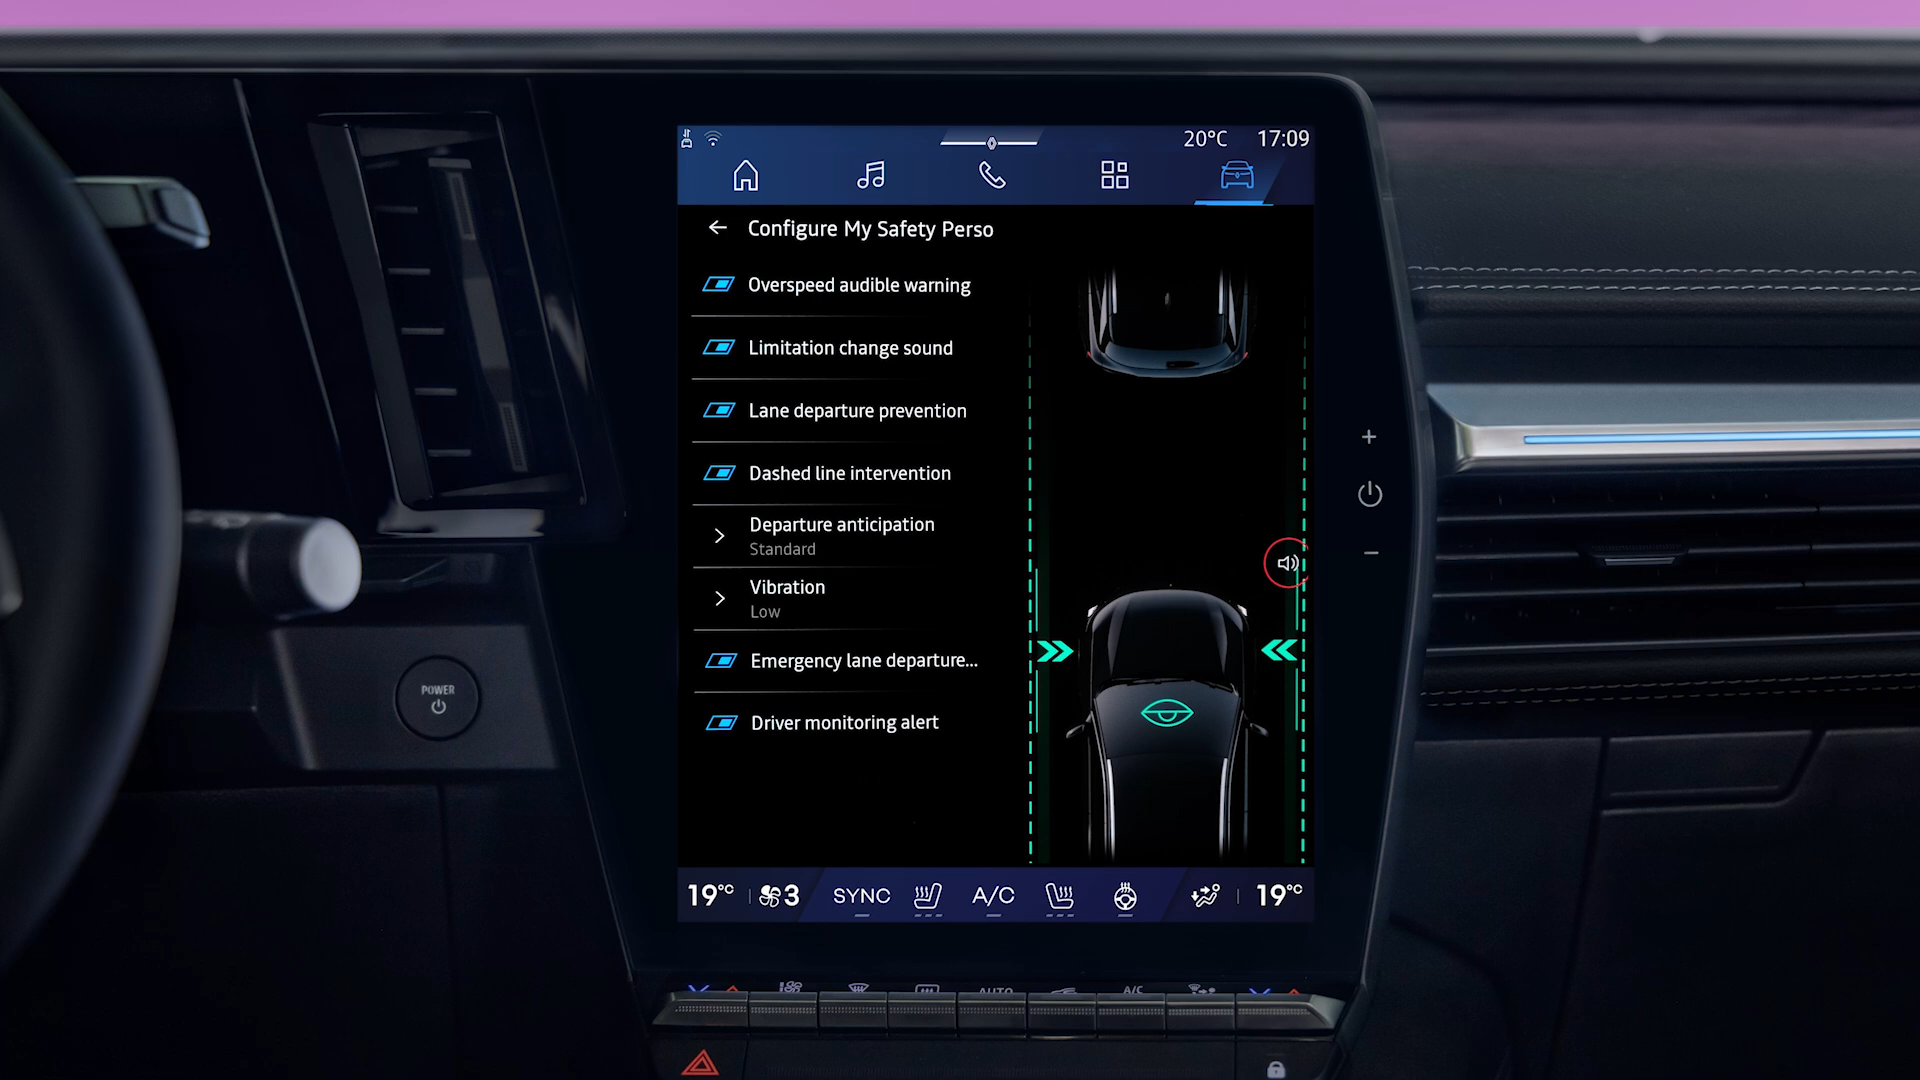 20°C 17:09
Configure My Safety Perso
Overspeed audible warning
Limitation change sound
Lane departure prevention
Dashed line intervention
Departure anticipation
Standard
Vibration
Low
Emergency lane departure...
Driver monitoring alert
19°C 3 SYNC A/C 19°C
POWER
AUTO A/C